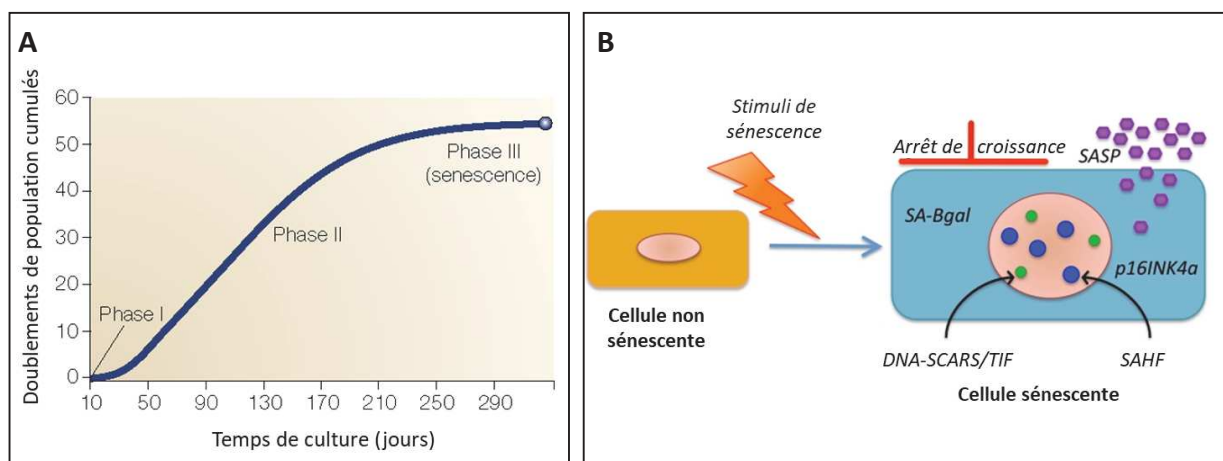 A
Doublements de population cumulés
60
50
40
30
20
10
0
Phase I
Phase II
Phase III
(senescence)
10 50 90 130 170 210 250 290
Temps de culture (jours)
B
Stimuli de
sénescence
Arrêt de croissance
SASP
SA-Bgal
p16INK4a
Cellule non
sénescente
DNA-SCARS/TIF
SAHF
Cellule sénescente